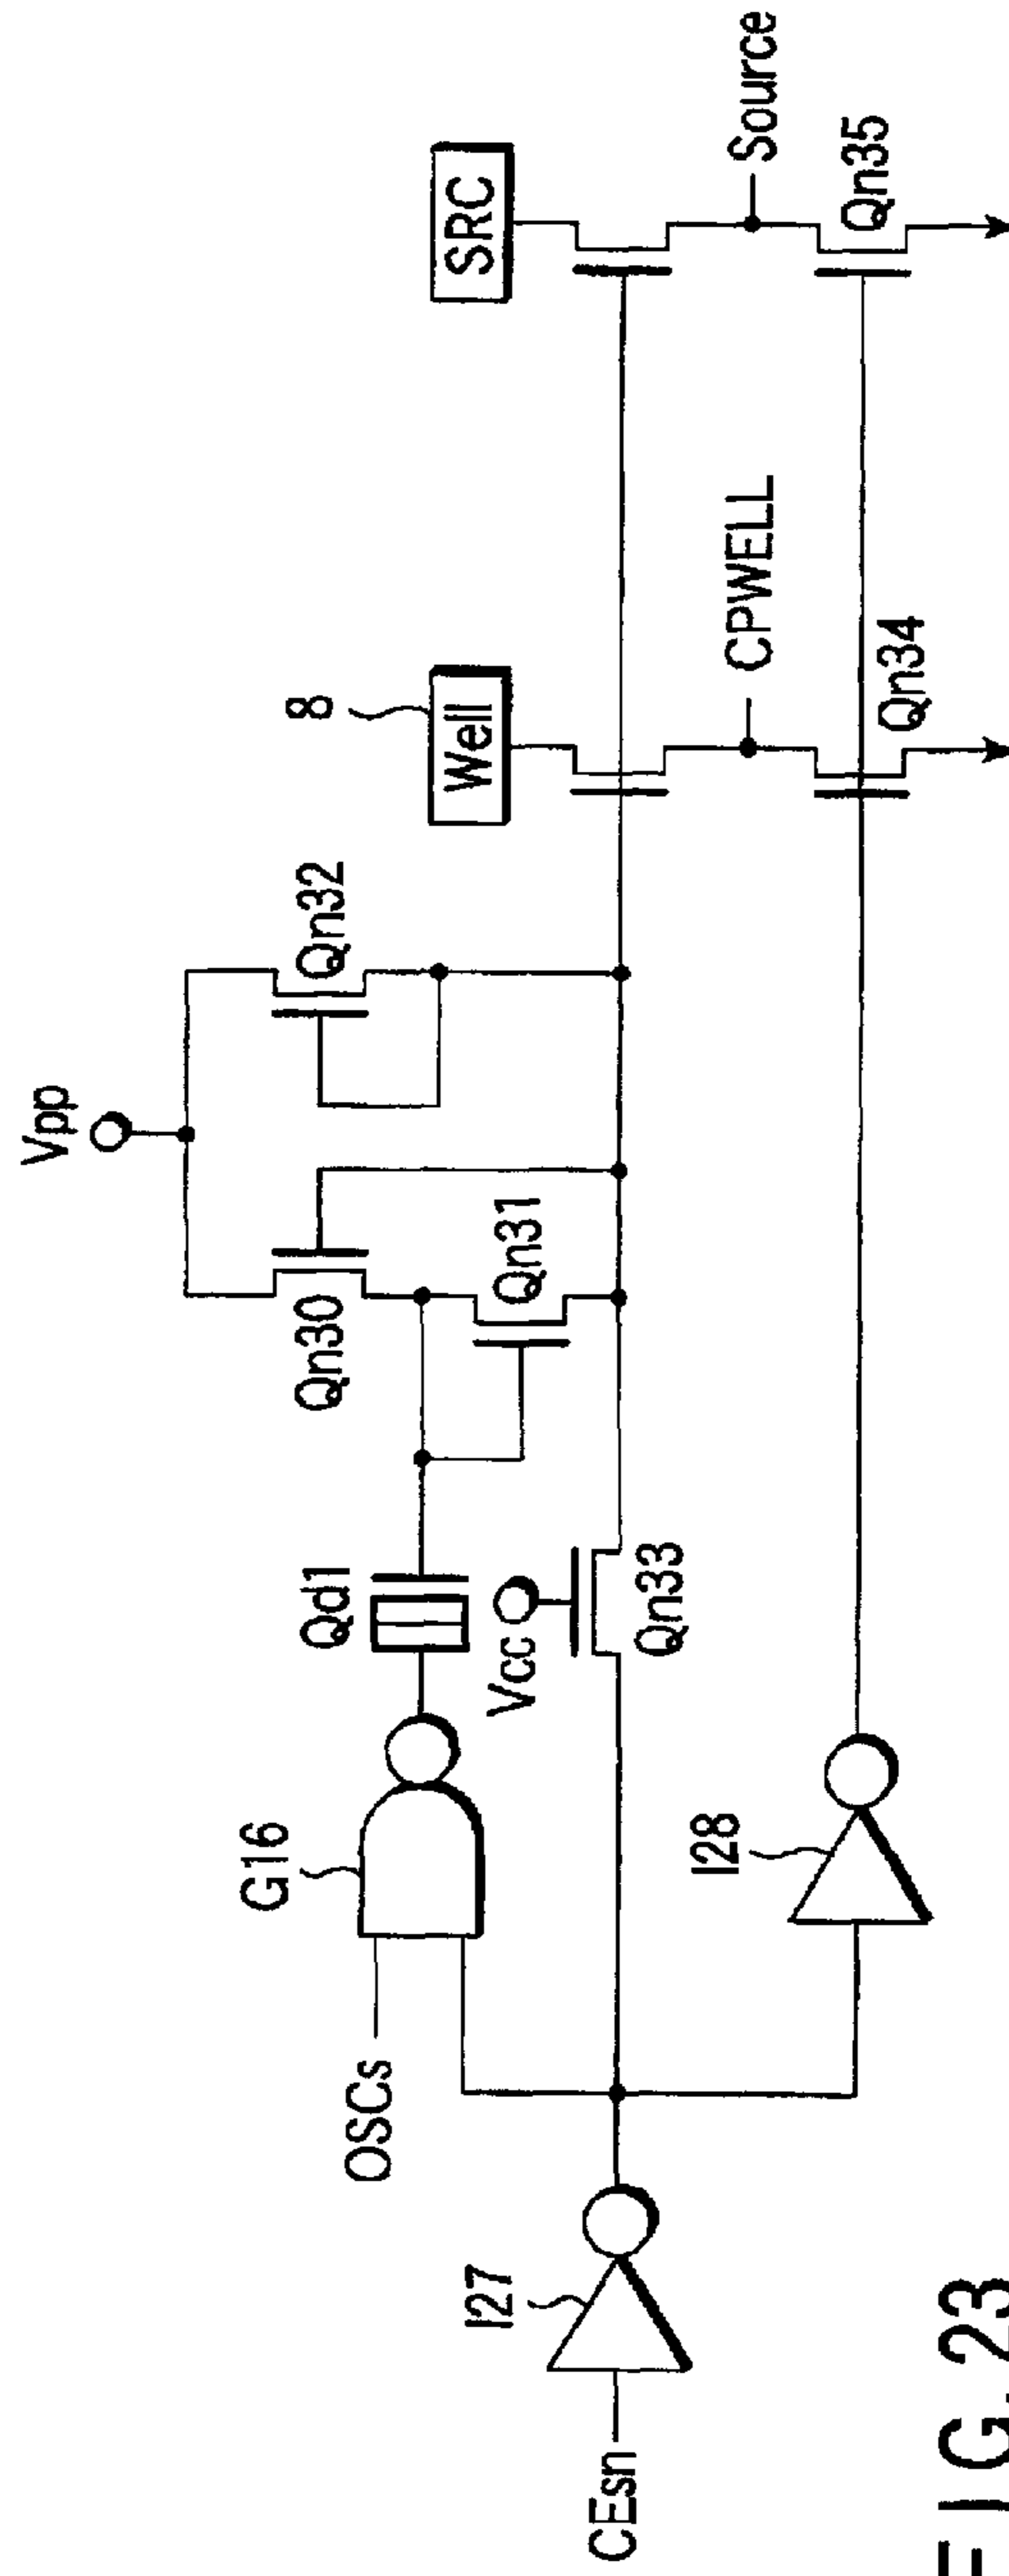 Vpp
Qn30
Qn32
Qn31
Qd1
G16
OSCs
Vcc
Qn33
I27
CEsn
I28
8
Well
SRC
CPWELL
Source
Qn34
Qn35
FIG. 23